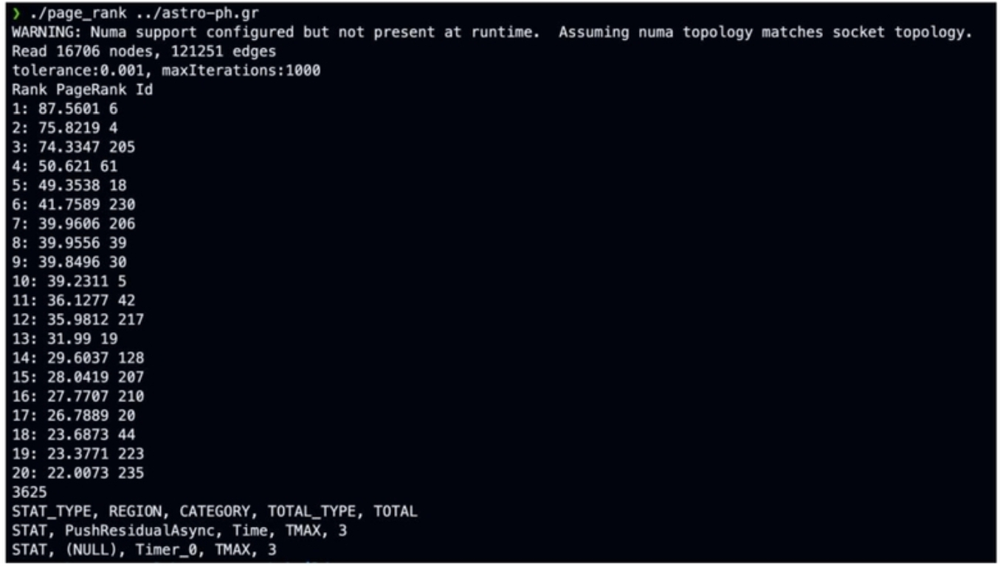 ❯ ./page_rank ../astro-ph.gr
WARNING: Numa support configured but not present at runtime.  Assuming numa topology matches socket topology.
Read 16706 nodes, 121251 edges
tolerance:0.001, maxIterations:1000
Rank PageRank Id
1: 87.5601 6
2: 75.8219 4
3: 74.3347 205
4: 50.621 61
5: 49.3538 18
6: 41.7589 230
7: 39.9606 206
8: 39.9556 39
9: 39.8496 30
10: 39.2311 5
11: 36.1277 42
12: 35.9812 217
13: 31.99 19
14: 29.6037 128
15: 28.0419 207
16: 27.7707 210
17: 26.7889 20
18: 23.6873 44
19: 23.3771 223
20: 22.0073 235
3625
STAT_TYPE, REGION, CATEGORY, TOTAL_TYPE, TOTAL
STAT, PushResidualAsync, Time, TMAX, 3
STAT, (NULL), Timer_0, TMAX, 3